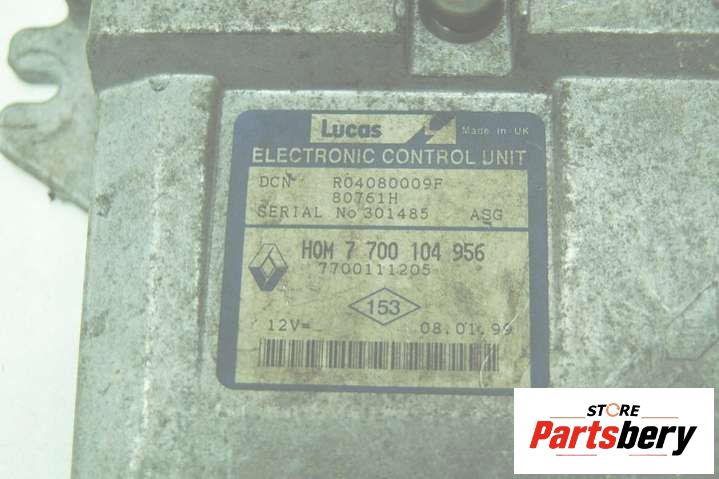 Lucas Made in UK
ELECTRONIC CONTROL UNIT
DCN R04080009F
80761H
SERIAL No 301485 ASG
HOM 7 700 104 956
7700111205
153
12V= 08.01.99
STORE
Partsbery